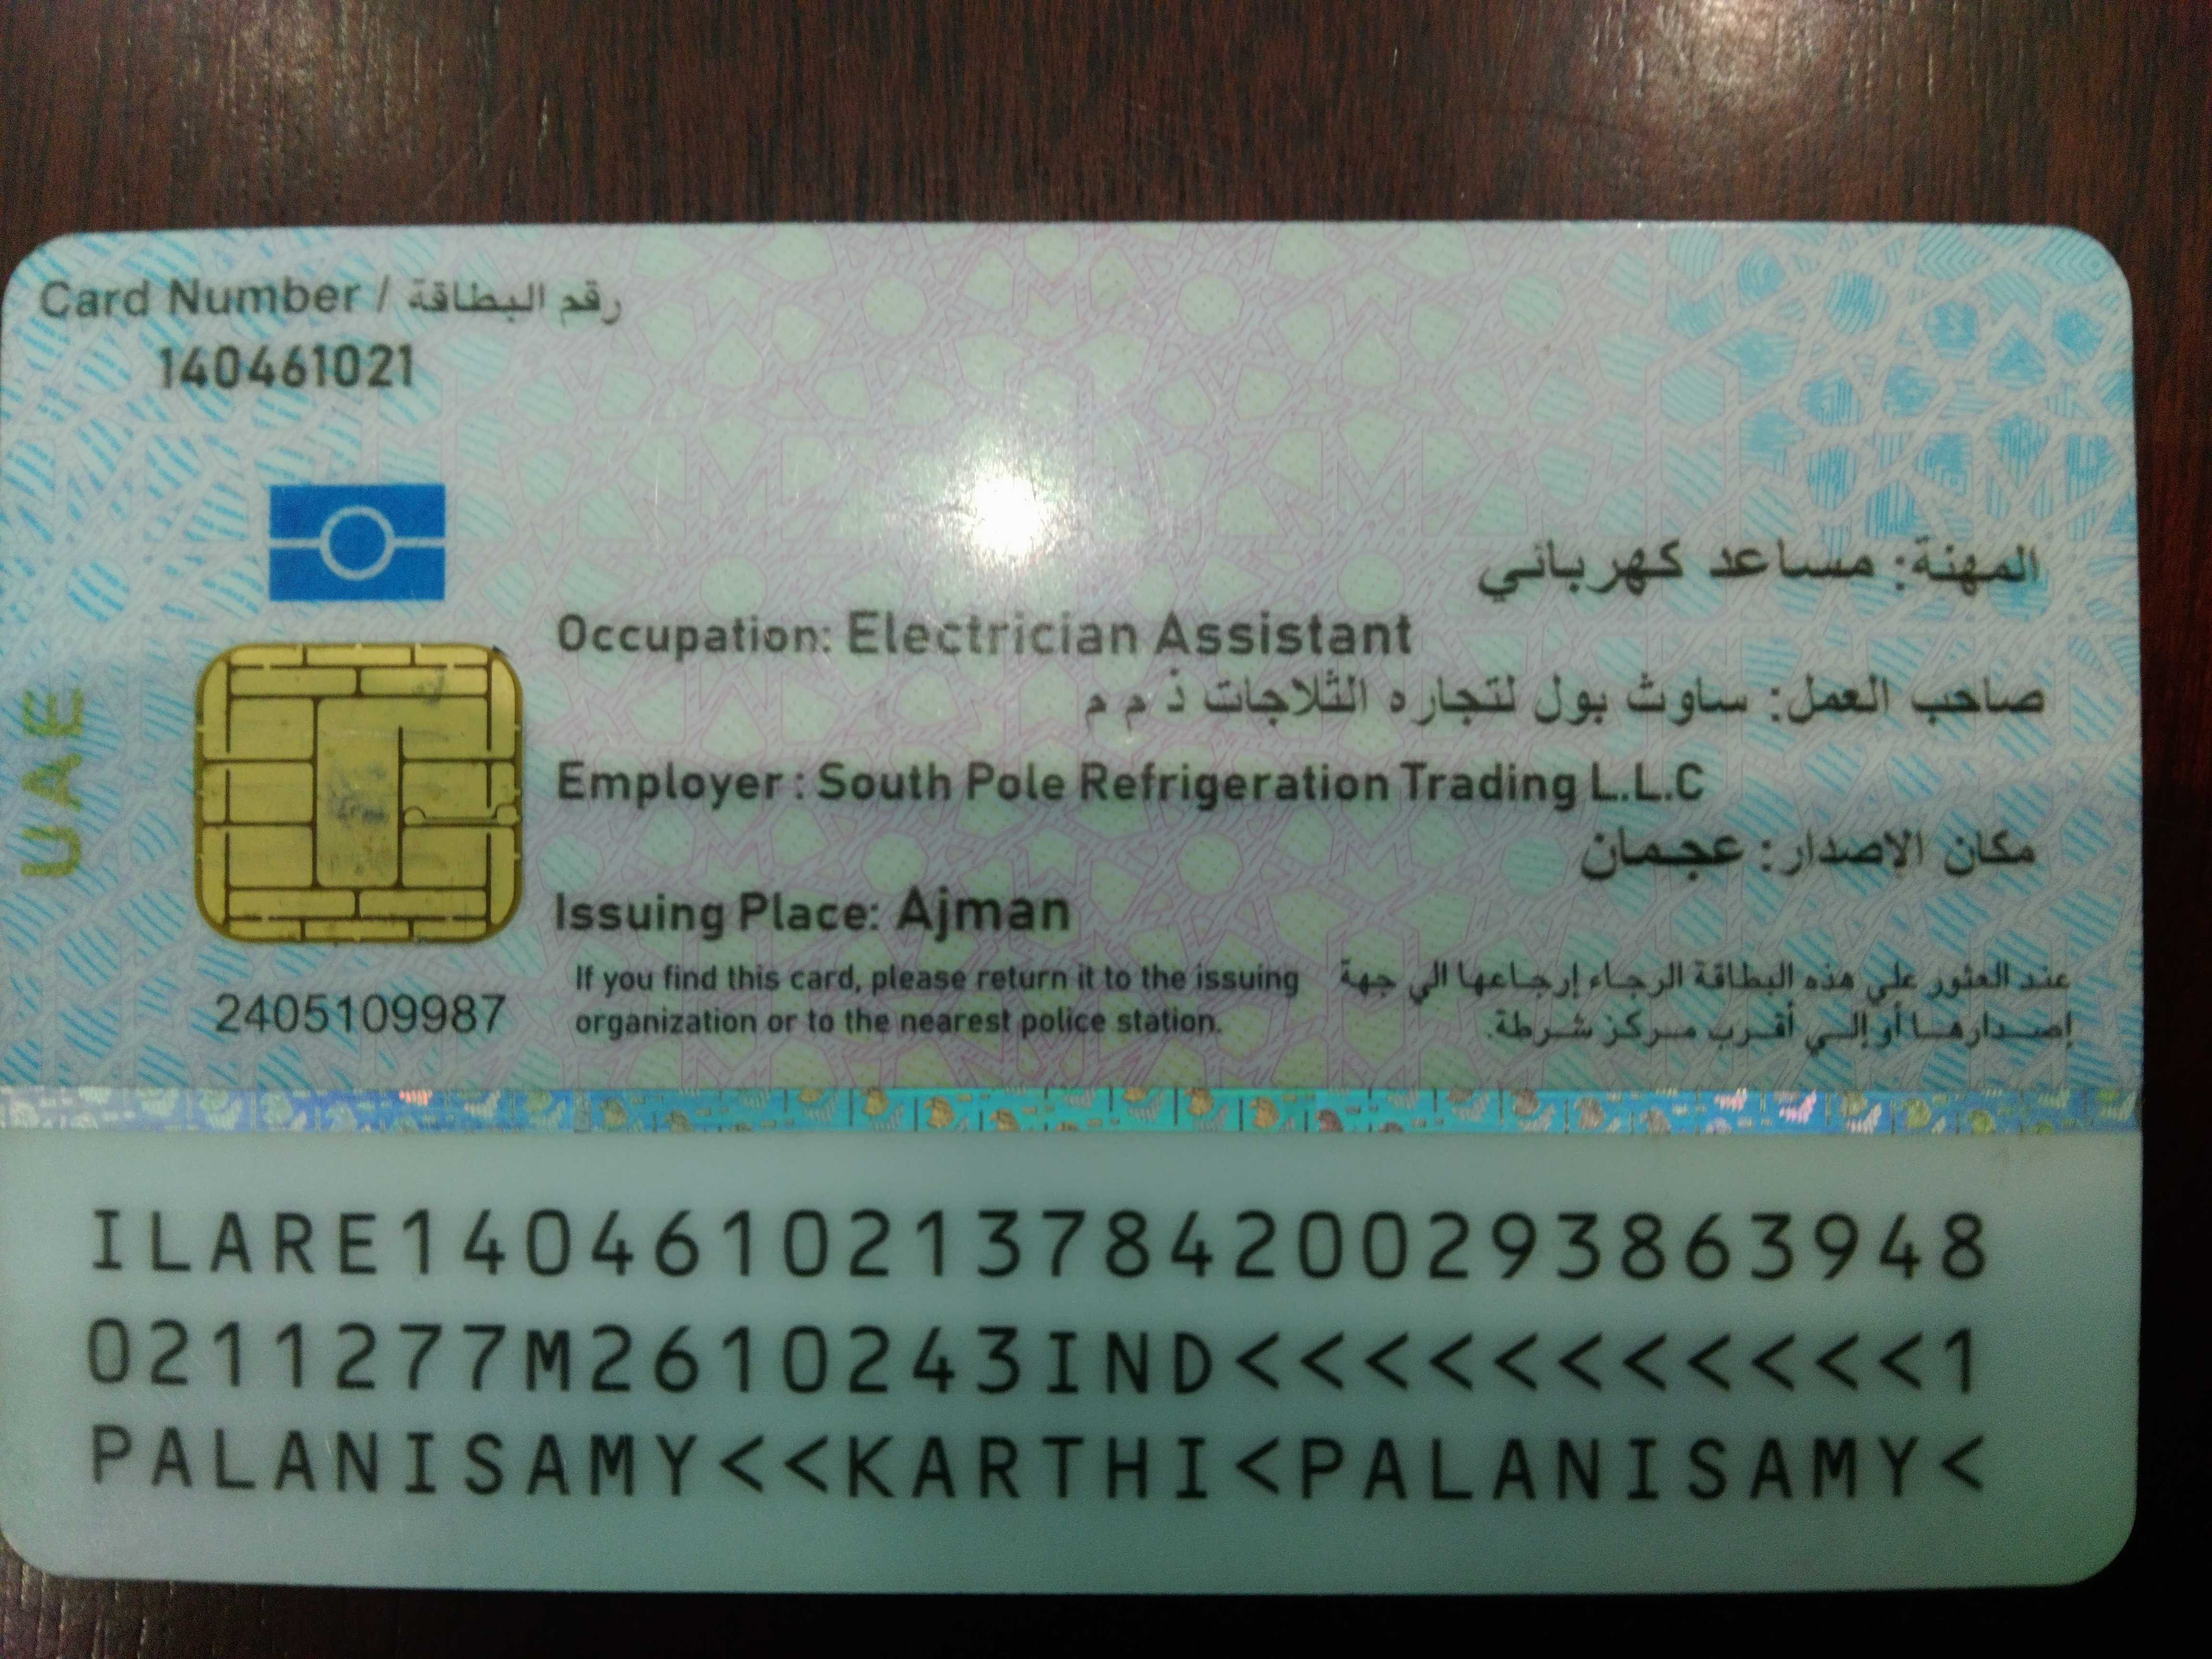 Card Number / رقم البطاقة
140461021
المهنة: مساعد كهربائي
Occupation: Electrician Assistant
صاحب العمل: ساوث بول لتجاره الثلاجات ذ م م
Employer : South Pole Refrigeration Trading L.L.C
مكان الاصدار: عجمان
Issuing Place: Ajman
UAE
2405109987
If you find this card, please return it to the issuing
organization or to the nearest police station.
عند العثور علي هذه البطاقة الرجاء إرجاعها الي جهة
إصدارها أو إلي أقرب مركز شرطة.
ILARE1404610213784200293863948
0211277M2610243IND<<<<<<<<<<<1
PALANISAMY<<KARTHI<PALANISAMY<